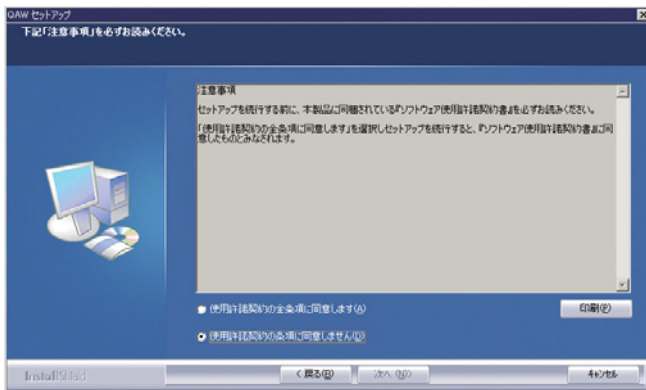 QAW セットアップ
下記「注意事項」を必ずお読みください。
注意事項
セットアップを続行する前に、本製品に同梱されている『ソフトウェア使用許諾契約書』を必ずお読みください。
「使用許諾契約の全条項に同意します」を選択しセットアップを続行すると、『ソフトウェア使用許諾契約書』に同
意したものとみなされます。
使用許諾契約の全条項に同意します(A)
印刷(P)
使用許諾契約の条項に同意しません(D)
InstallShield
< 戻る(B)
次へ (N)>
キャンセル